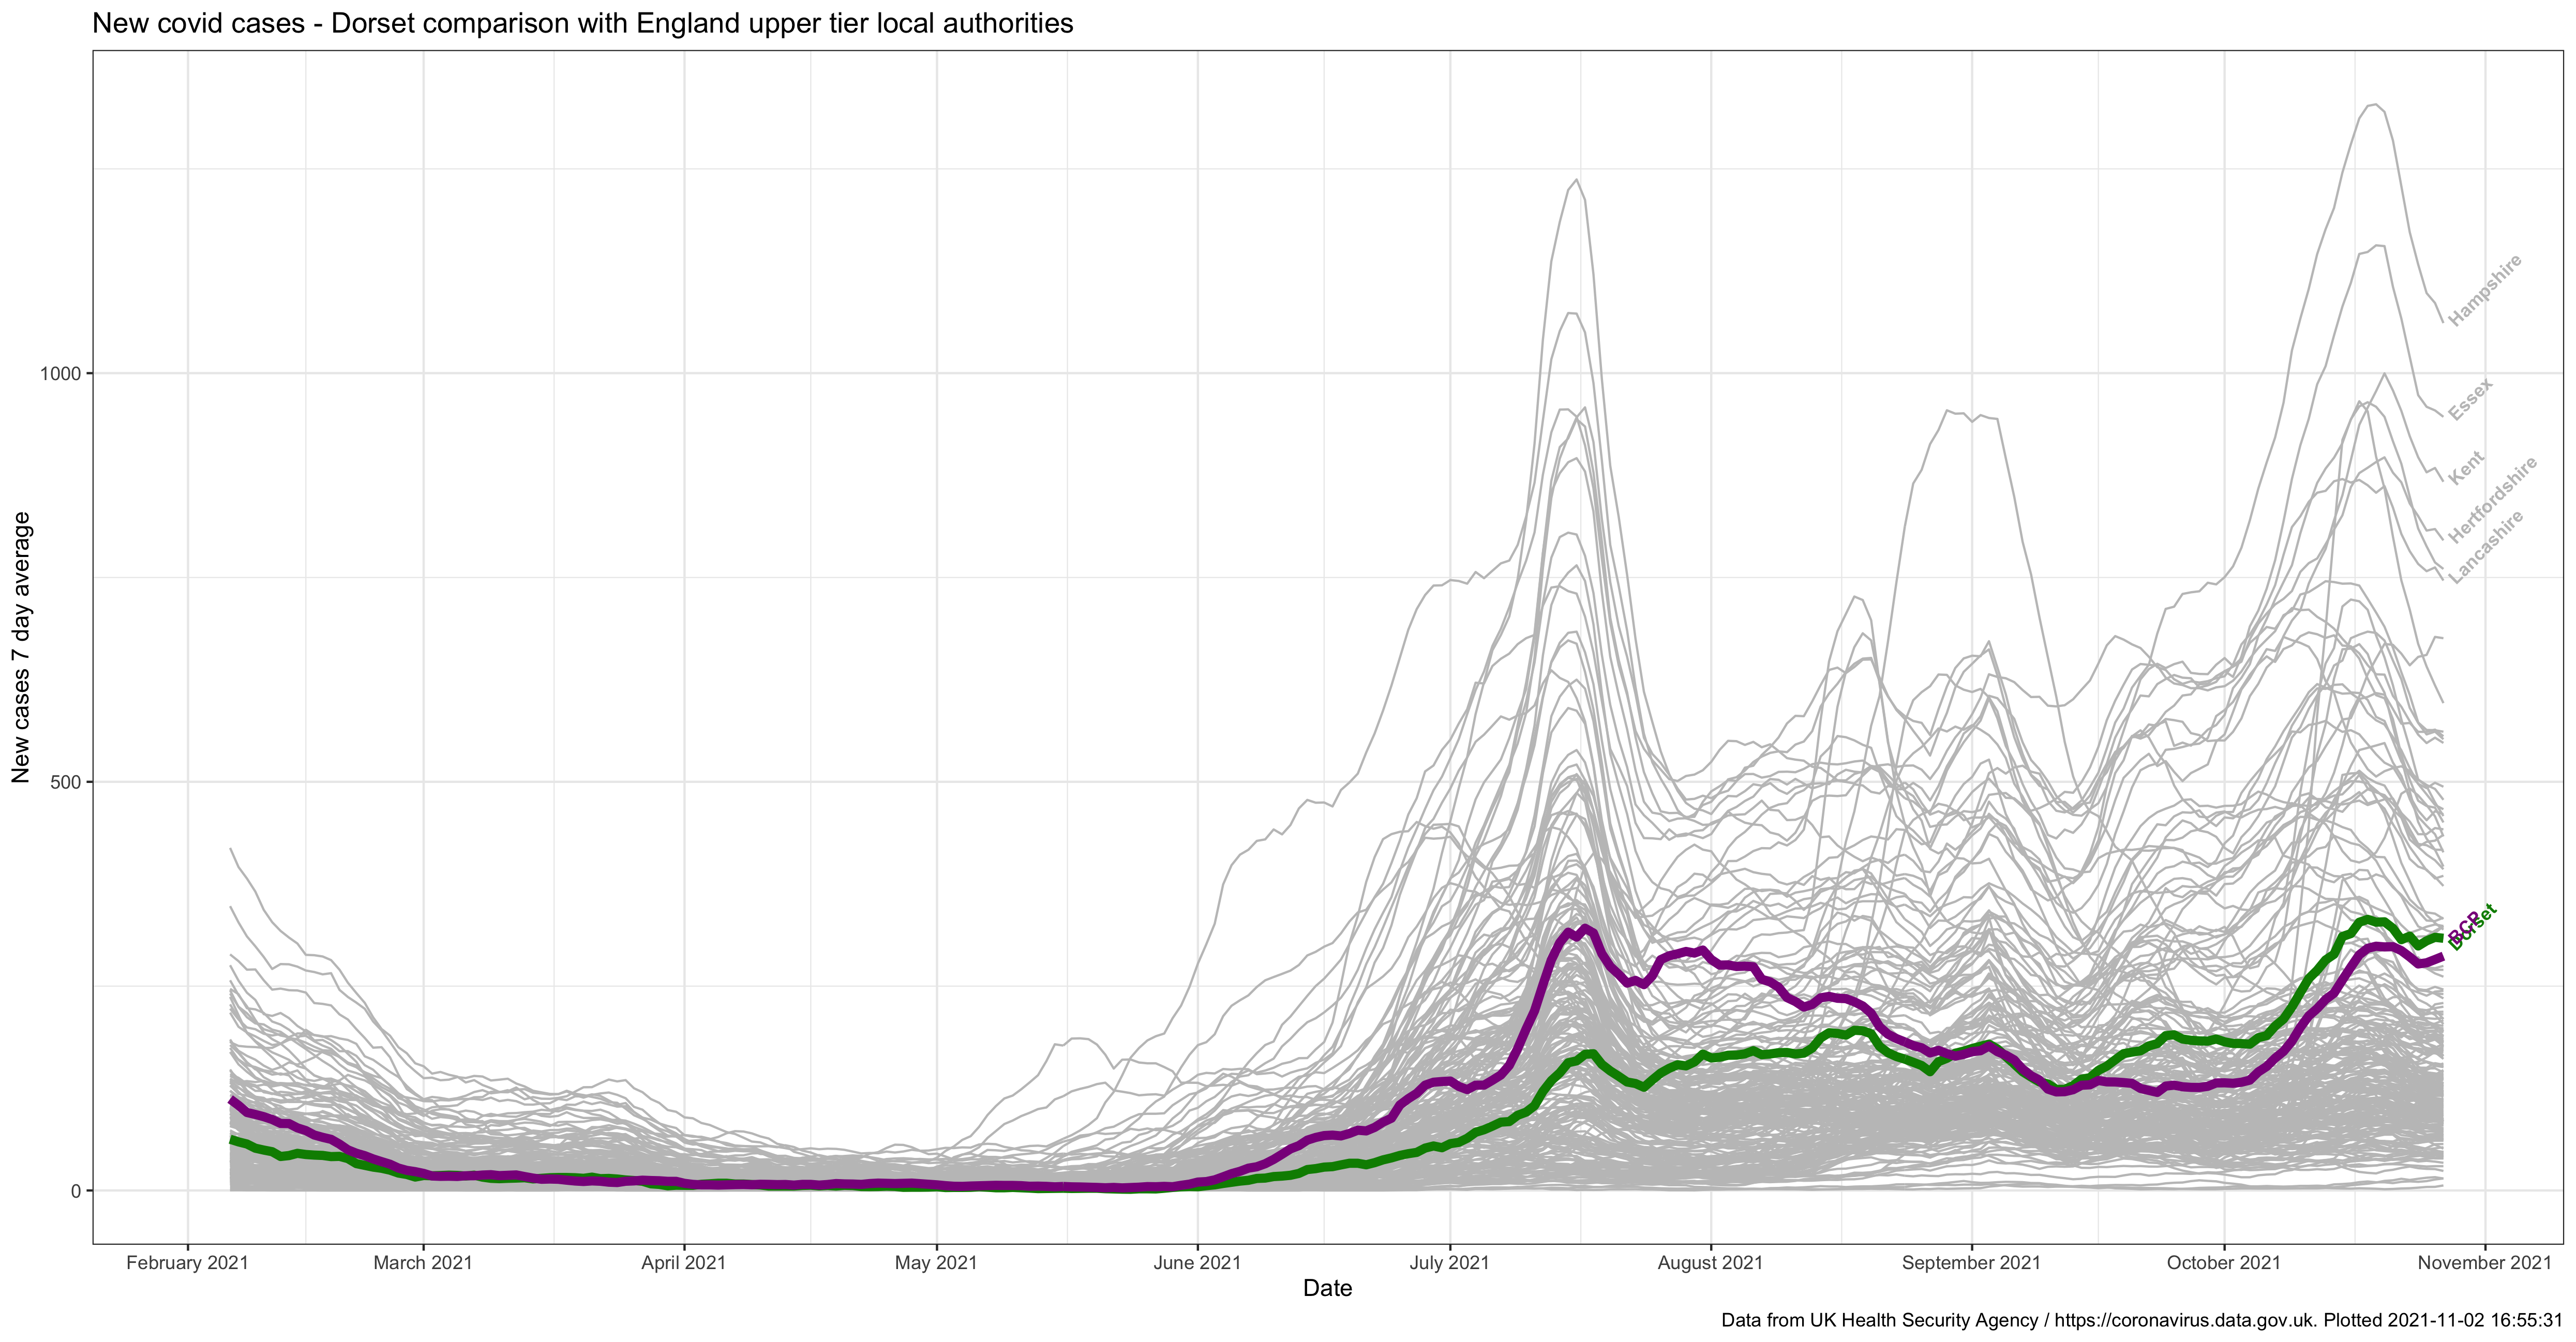 New covid cases - Dorset comparison with England upper tier local authorities
New cases 7 day average
1000
500
0
Hampshire
Essex
Kent
Hertfordshire
Lancashire
BCP
Dorset
February 2021
March 2021
April 2021
May 2021
June 2021
July 2021
August 2021
September 2021
October 2021
November 2021
Date
Data from UK Health Security Agency / https://coronavirus.data.gov.uk. Plotted 2021-11-02 16:55:31